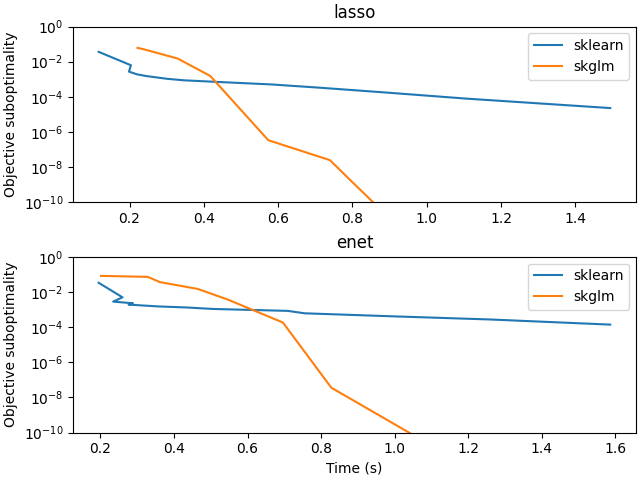 lasso
Objective suboptimality
10^0
10^-2
10^-4
10^-6
10^-8
10^-10
sklearn
skglm
0.2 0.4 0.6 0.8 1.0 1.2 1.4
enet
Objective suboptimality
10^0
10^-2
10^-4
10^-6
10^-8
10^-10
sklearn
skglm
0.2 0.4 0.6 0.8 1.0 1.2 1.4 1.6
Time (s)